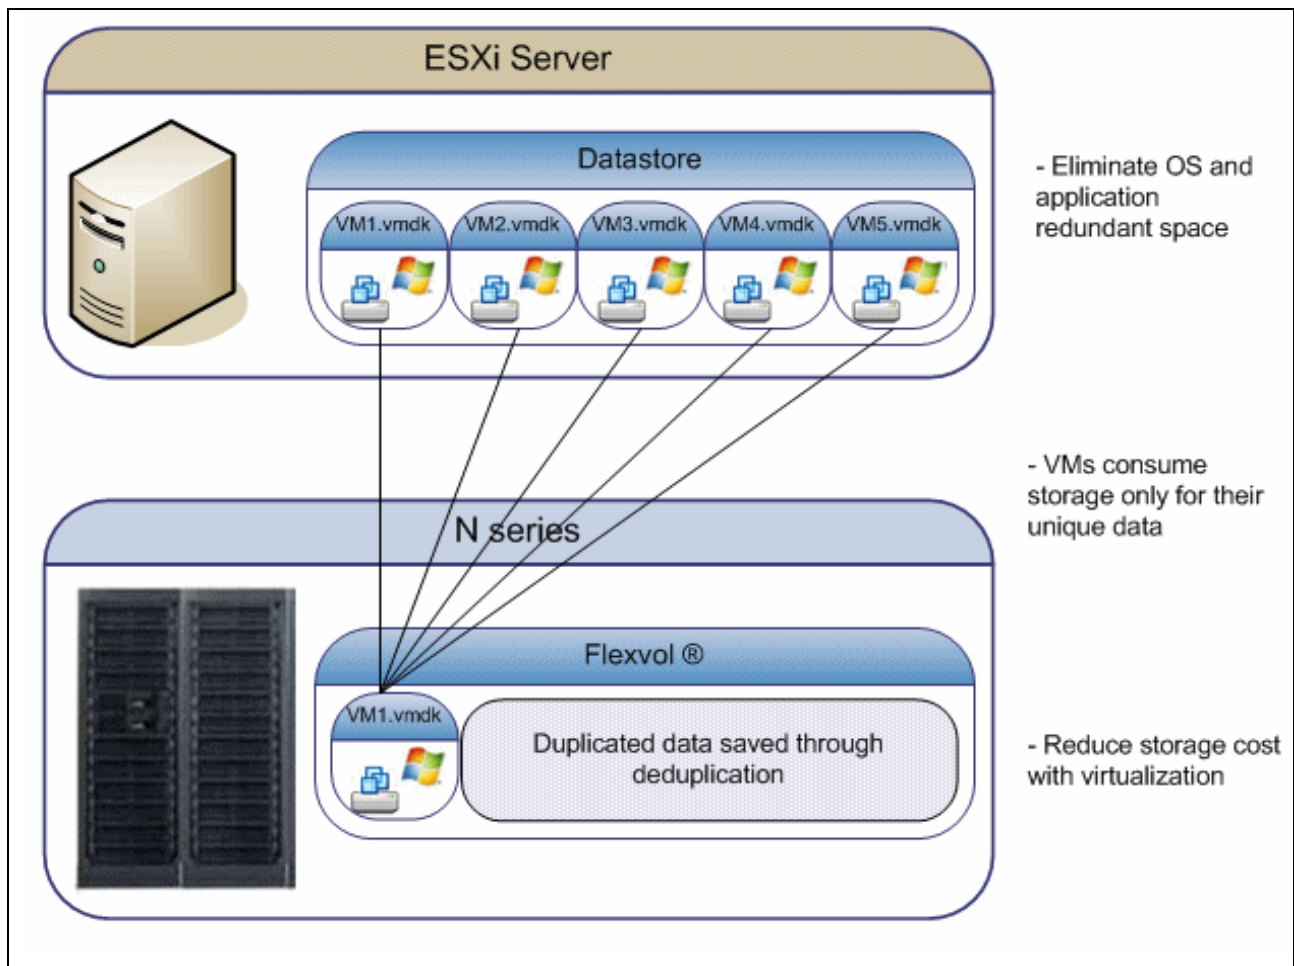 ESXi Server
Datastore
VM1.vmdk
VM2.vmdk
VM3.vmdk
VM4.vmdk
VM5.vmdk
- Eliminate OS and
application
redundant space
- VMs consume
storage only for their
unique data
N series
Flexvol ®
VM1.vmdk
Duplicated data saved through
deduplication
- Reduce storage cost
with virtualization